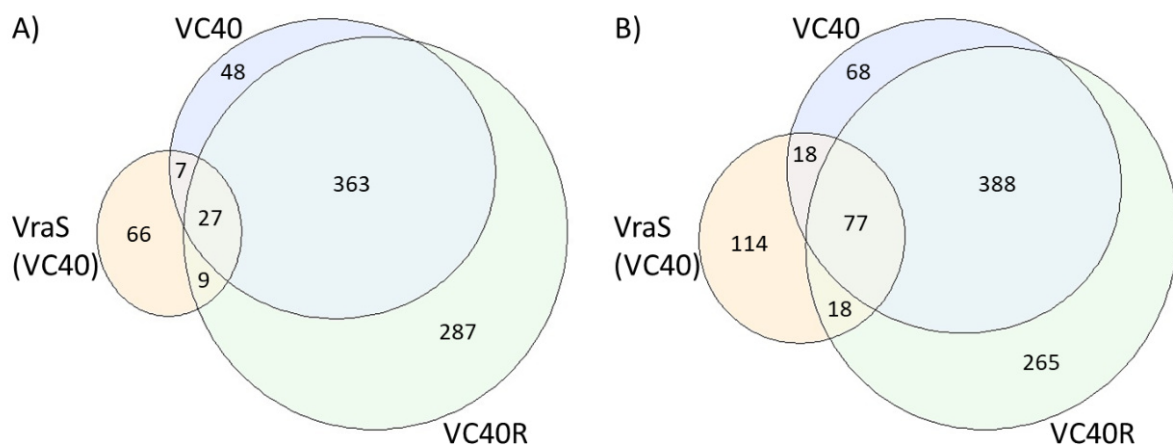 A)
VC40
48
7
363
VraS
(VC40)
66
27
9
287
VC40R
B)
VC40
68
18
388
VraS
(VC40)
114
77
18
265
VC40R